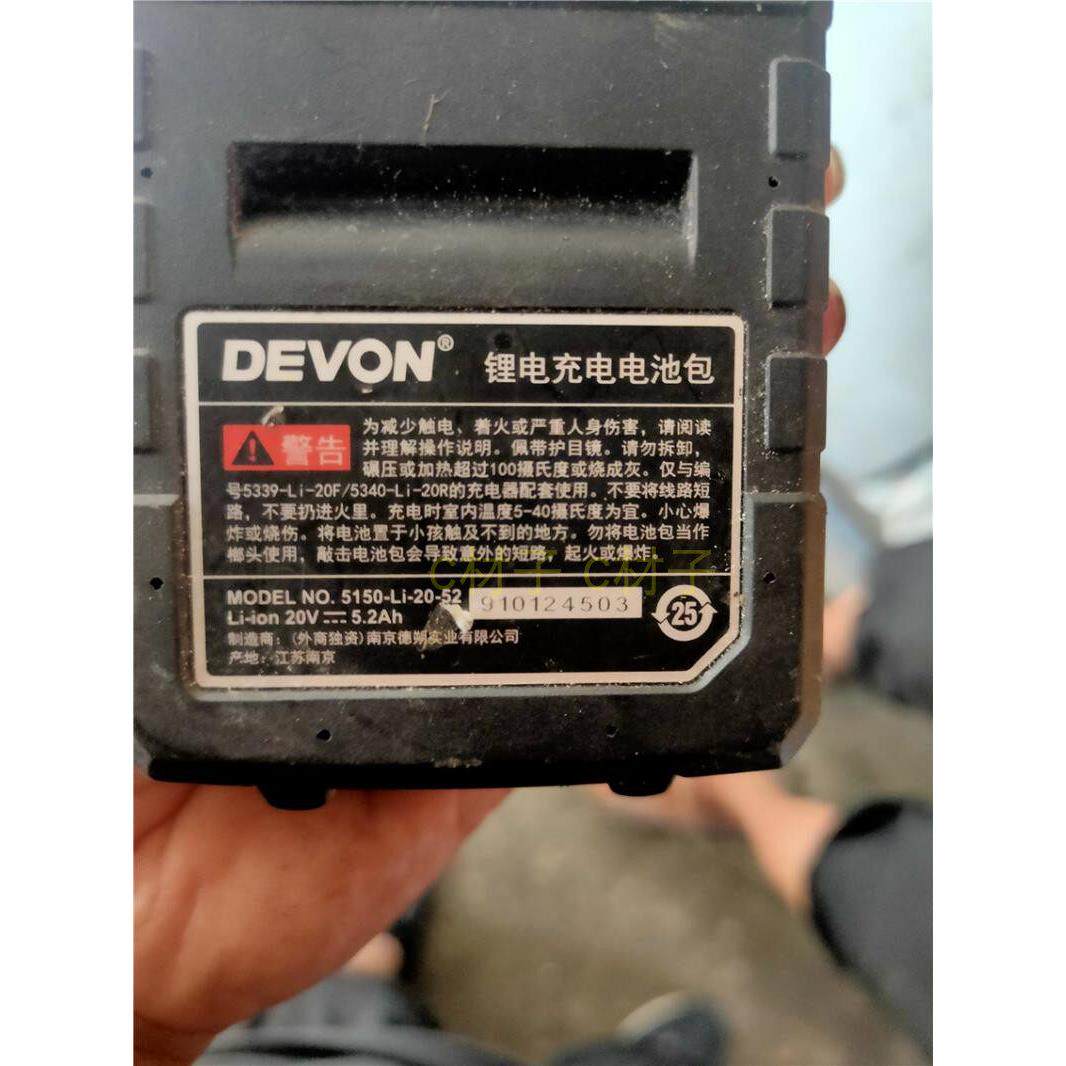 DEVON® 锂电充电电池包
警告
为减少触电、着火或严重人身伤害，请阅读
并理解操作说明。佩带护目镜。请勿拆卸，
碾压或加热超过100摄氏度或烧成灰。仅与编
号5339-Li-20F/5340-Li-20R的充电器配套使用。不要将线路短
路，不要扔进火里。充电时室内温度5-40摄氏度为宜。小心爆
炸或烧伤。将电池置于小孩触及不到的地方。勿将电池包当作
榔头使用，敲击电池包会导致意外的短路，起火或爆炸。
C材子 C材子
MODEL NO. 5150-Li-20-52 910124503
Li-ion 20V 5.2Ah
25
制造商：（外商独资）南京德朔实业有限公司
产地：江苏南京